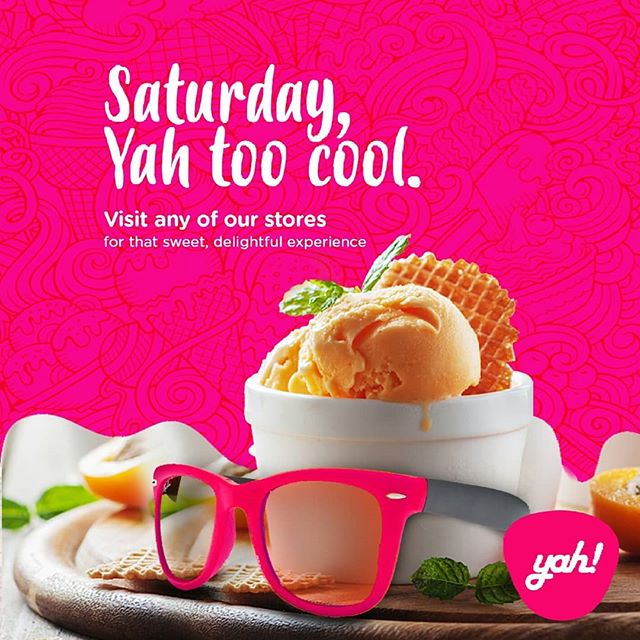 Saturday,
Yah too cool.
Visit any of our stores
for that sweet, delightful experience
yah!